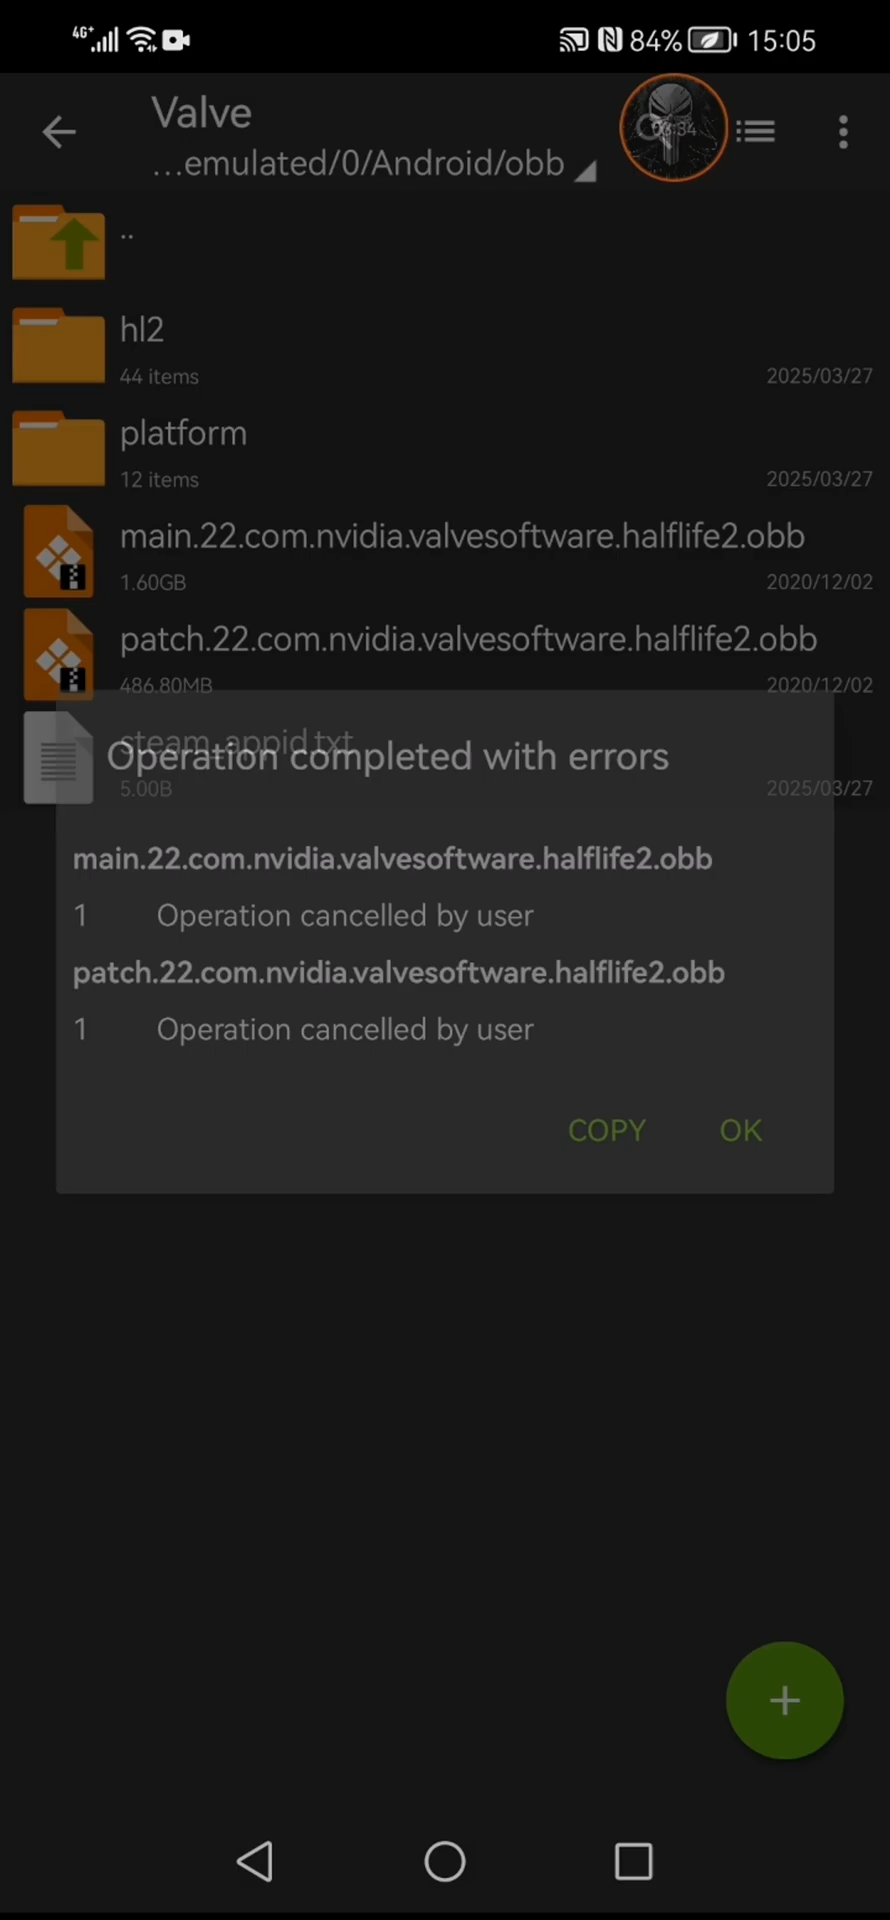 4G+ 84% 15:05
Valve
...emulated/0/Android/obb
..
hl2
44 items 2025/03/27
platform
12 items 2025/03/27
main.22.com.nvidia.valvesoftware.halflife2.obb
1.60GB 2020/12/02
patch.22.com.nvidia.valvesoftware.halflife2.obb
486.80MB 2020/12/02
steam_appid.txt
5.00B 2025/03/27
Operation completed with errors
main.22.com.nvidia.valvesoftware.halflife2.obb
1 Operation cancelled by user
patch.22.com.nvidia.valvesoftware.halflife2.obb
1 Operation cancelled by user
COPY OK